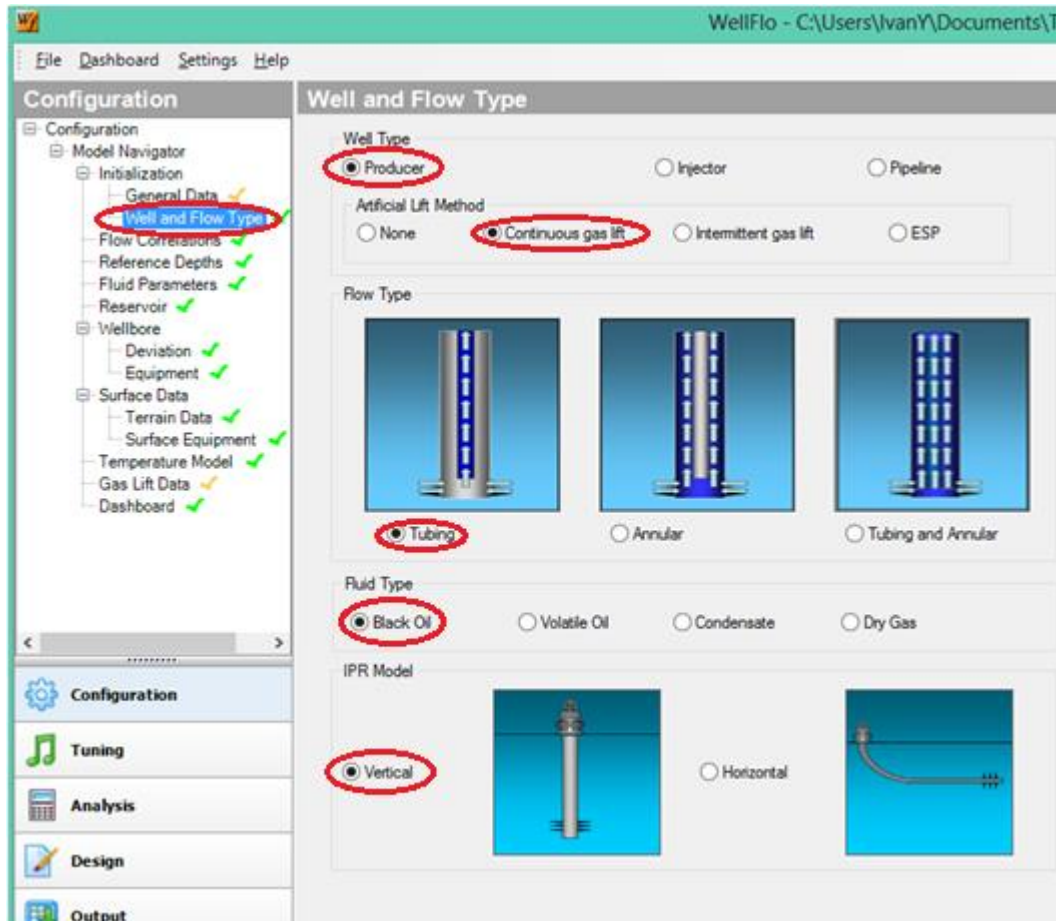 WellFlo - C:\Users\IvanY\Documents\T
File Dashboard Settings Help
Configuration
Configuration
Model Navigator
Initialization
General Data
Well and Flow Type
Flow Correlations
Reference Depths
Fluid Parameters
Reservoir
Wellbore
Deviation
Equipment
Surface Data
Terrain Data
Surface Equipment
Temperature Model
Gas Lift Data
Dashboard
Configuration
Tuning
Analysis
Design
Output
Well and Flow Type
Well Type
Producer Injector Pipeline
Artificial Lift Method
None Continuous gas lift Intermittent gas lift ESP
Flow Type
Tubing Annular Tubing and Annular
Fluid Type
Black Oil Volatile Oil Condensate Dry Gas
IPR Model
Vertical Horizontal